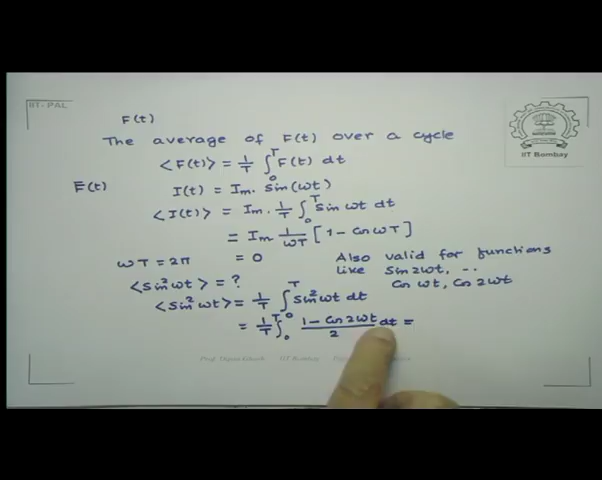 IIT- PAL
F(t)
The average of F(t) over a cycle
IIT Bombay
<F(t)> = 1/T ∫₀ᵀ F(t) dt
F(t) I(t) = Im. sin(ωt)
<I(t)> = Im. 1/T ∫₀ᵀ sin ωt dt
= Im 1/ωT [1 - cos ωT]
ωT = 2π = 0 Also valid for functions
like sin 2ωt, ..
cos ωt, cos 2ωt
<sin²ωt> = ?
<sin²ωt> = 1/T ∫₀ᵀ sin²ωt dt
= 1/T ∫₀ᵀ (1 - cos 2ωt)/2 dt =
IIT Bombay